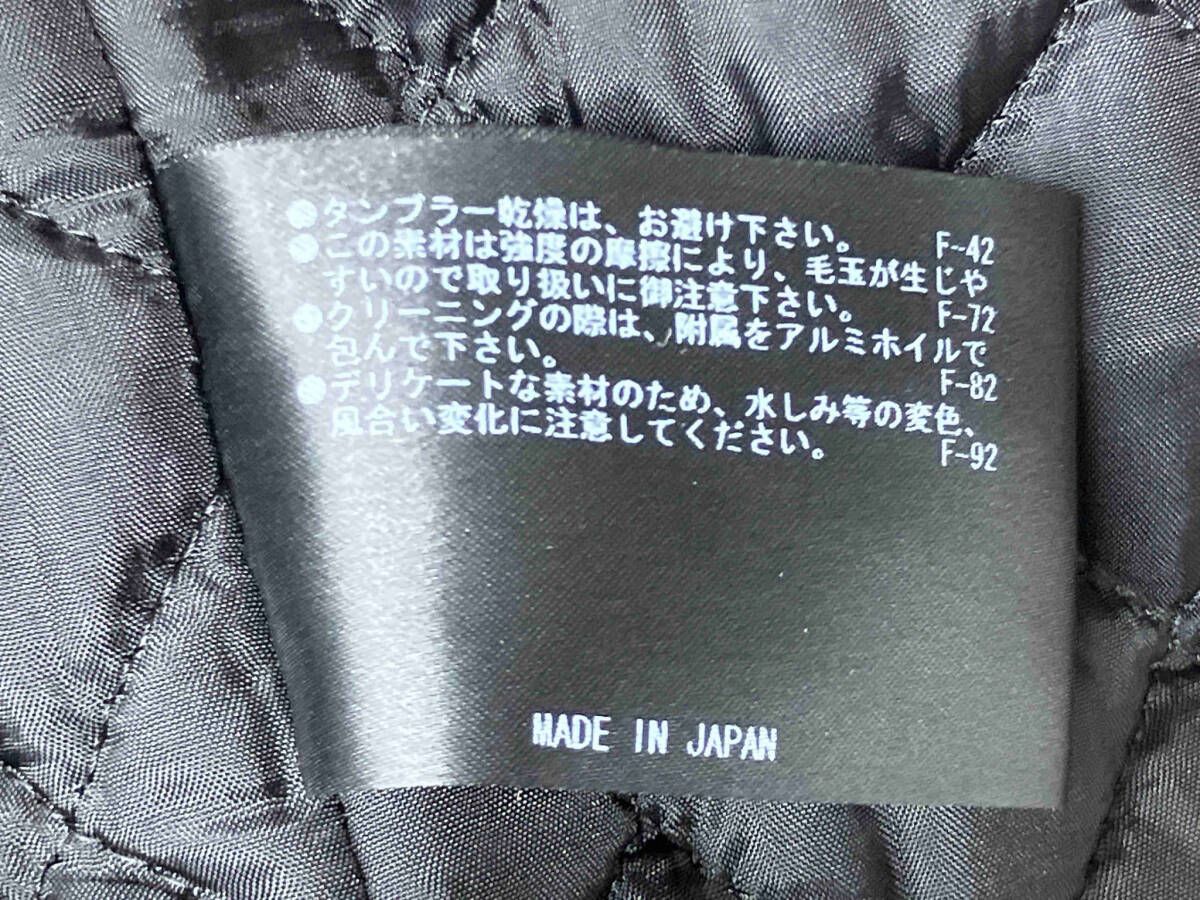 ●タンブラー乾燥は、お避け下さい。 F-42
●この素材は強度の摩擦により、毛玉が生じや
すいので取り扱いに御注意下さい。 F-72
●クリーニングの際は、附属をアルミホイルで
包んで下さい。 F-82
●デリケートな素材のため、水しみ等の変色、
風合い変化に注意してください。 F-92
MADE IN JAPAN